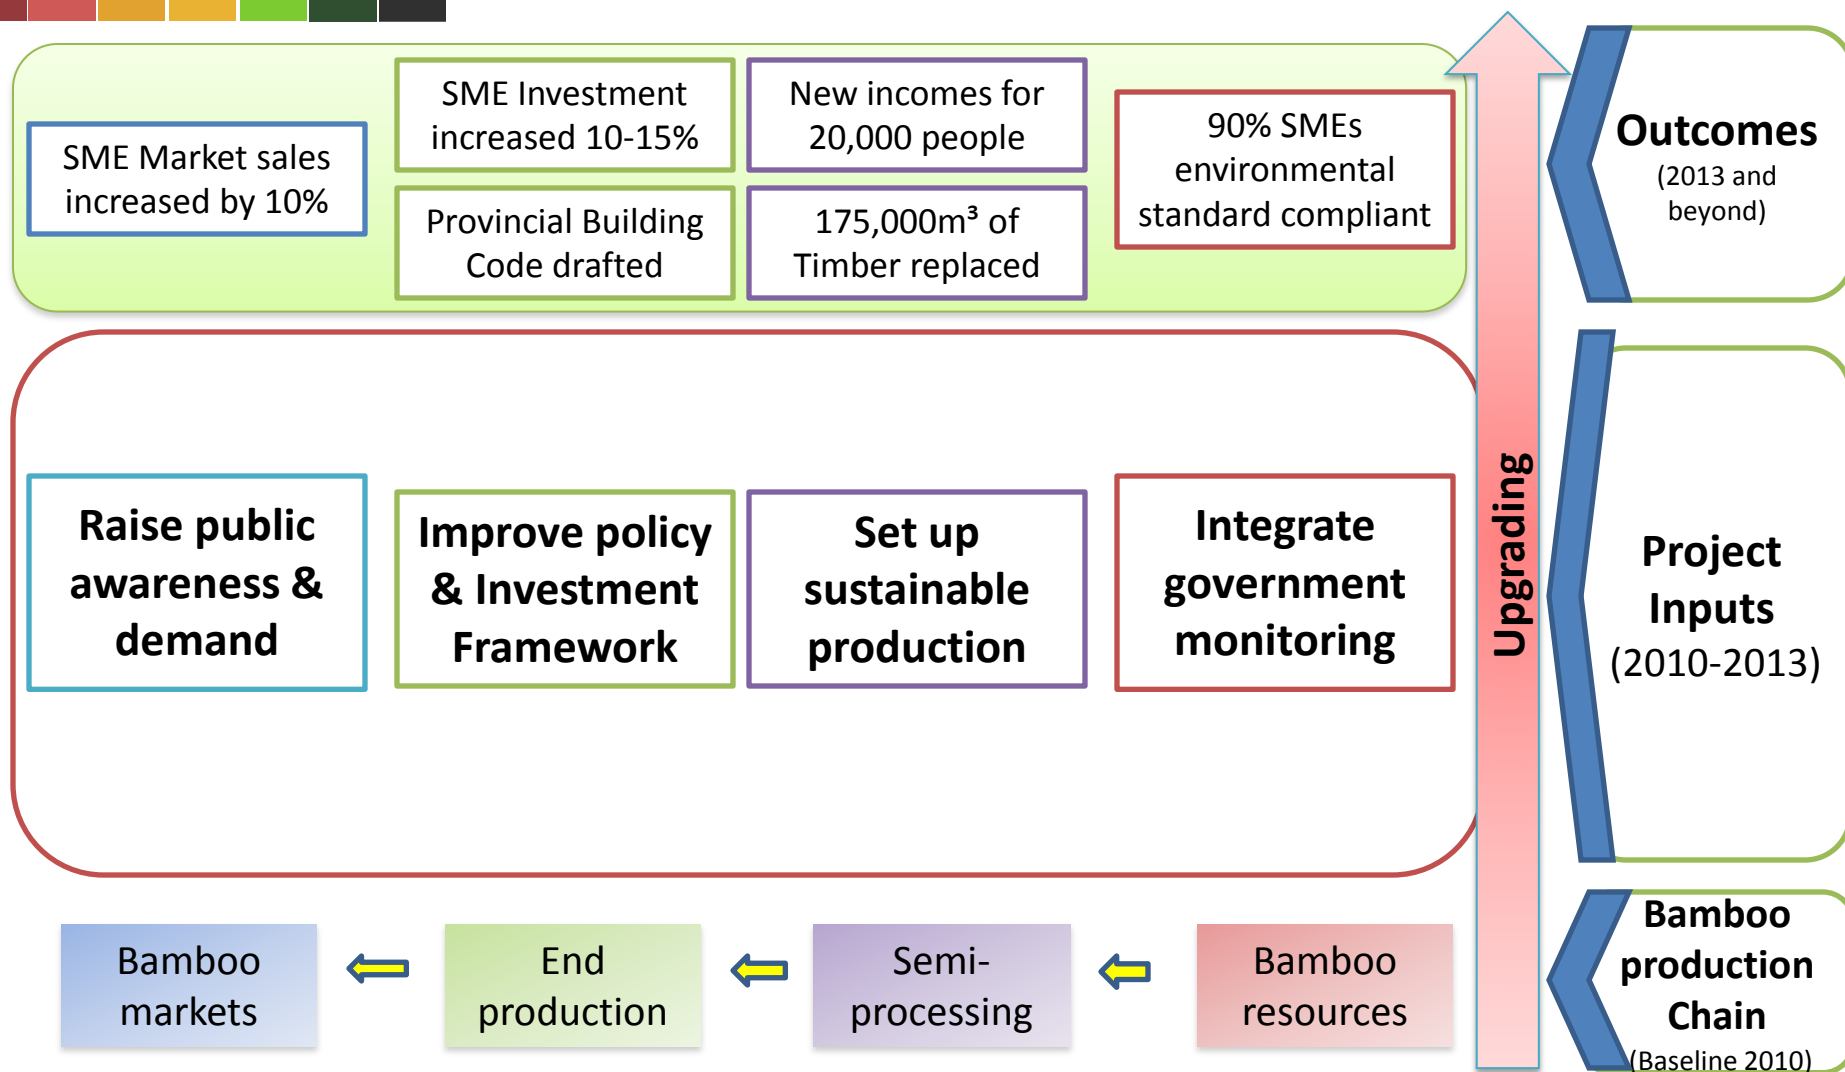 SME Market sales
increased by 10%
SME Investment
increased 10-15%
Provincial Building
Code drafted
New incomes for
20,000 people
175,000m³ of
Timber replaced
90% SMEs
environmental
standard compliant
Outcomes
(2013 and
beyond)
Raise public
awareness &
demand
Improve policy
& Investment
Framework
Set up
sustainable
production
Integrate
government
monitoring
Upgrading
Project
Inputs
(2010-2013)
Bamboo
markets
End
production
Semi-
processing
Bamboo
resources
Bamboo
production
Chain
(Baseline 2010)